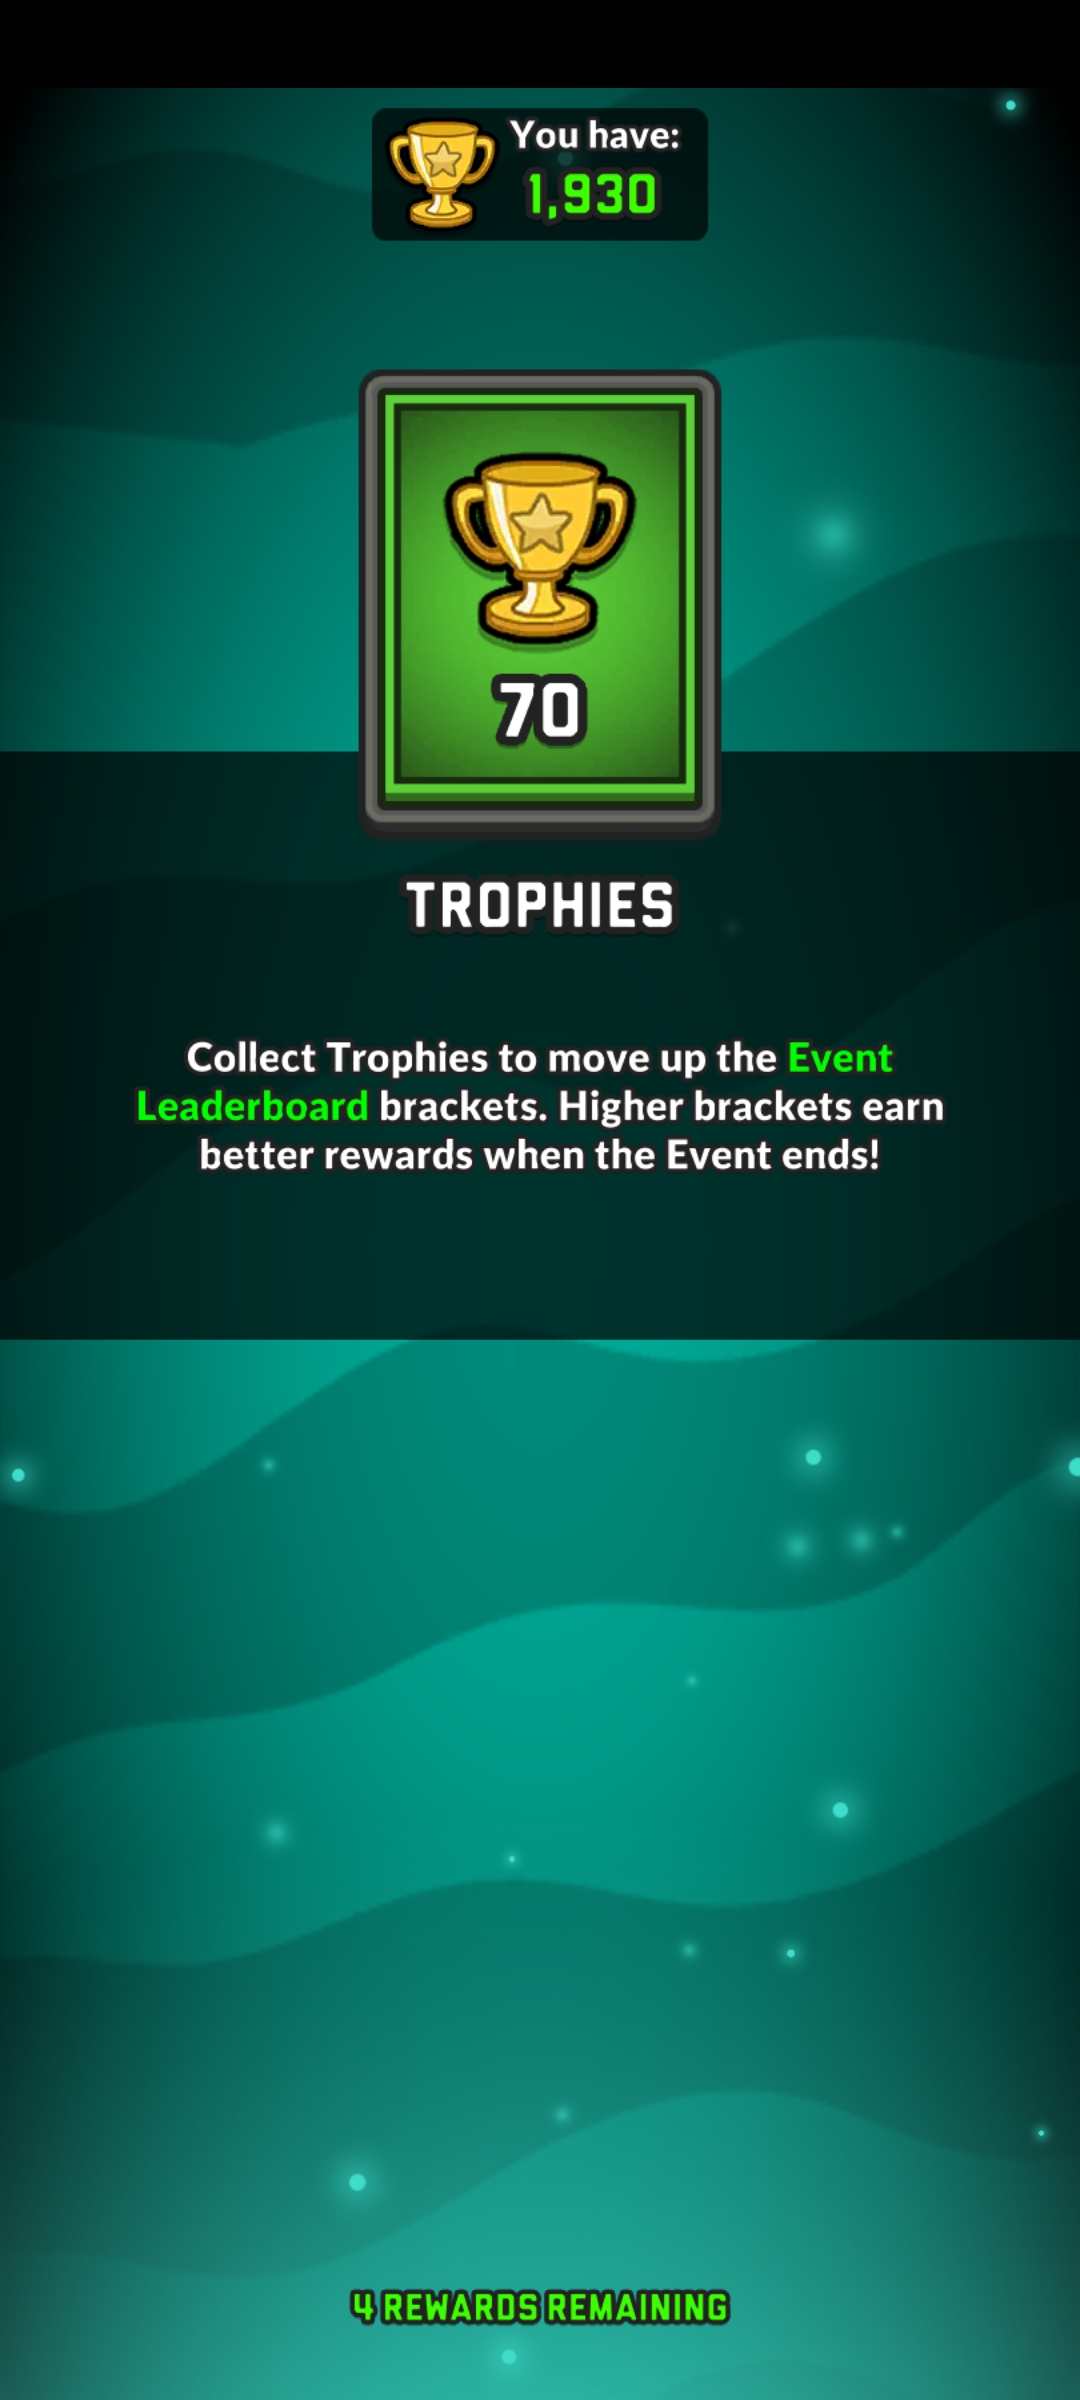 You have:
1,930
70
TROPHIES
Collect Trophies to move up the Event
Leaderboard brackets. Higher brackets earn
better rewards when the Event ends!
4 REWARDS REMAINING